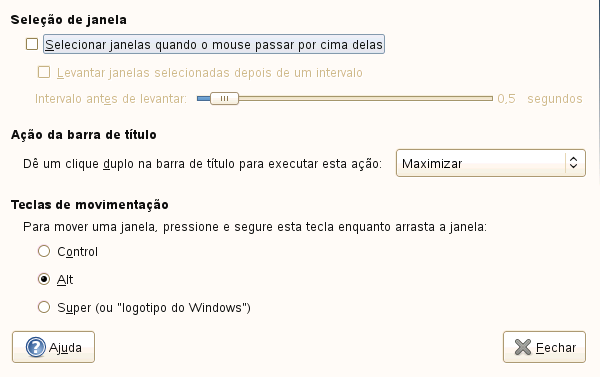 Seleção de janela
Selecionar janelas quando o mouse passar por cima delas
Levantar janelas selecionadas depois de um intervalo
Intervalo antes de levantar: 0,5 segundos
Ação da barra de título
Dê um clique duplo na barra de título para executar esta ação: Maximizar
Teclas de movimentação
Para mover uma janela, pressione e segure esta tecla enquanto arrasta a janela:
Control
Alt
Super (ou "logotipo do Windows")
Ajuda Fechar